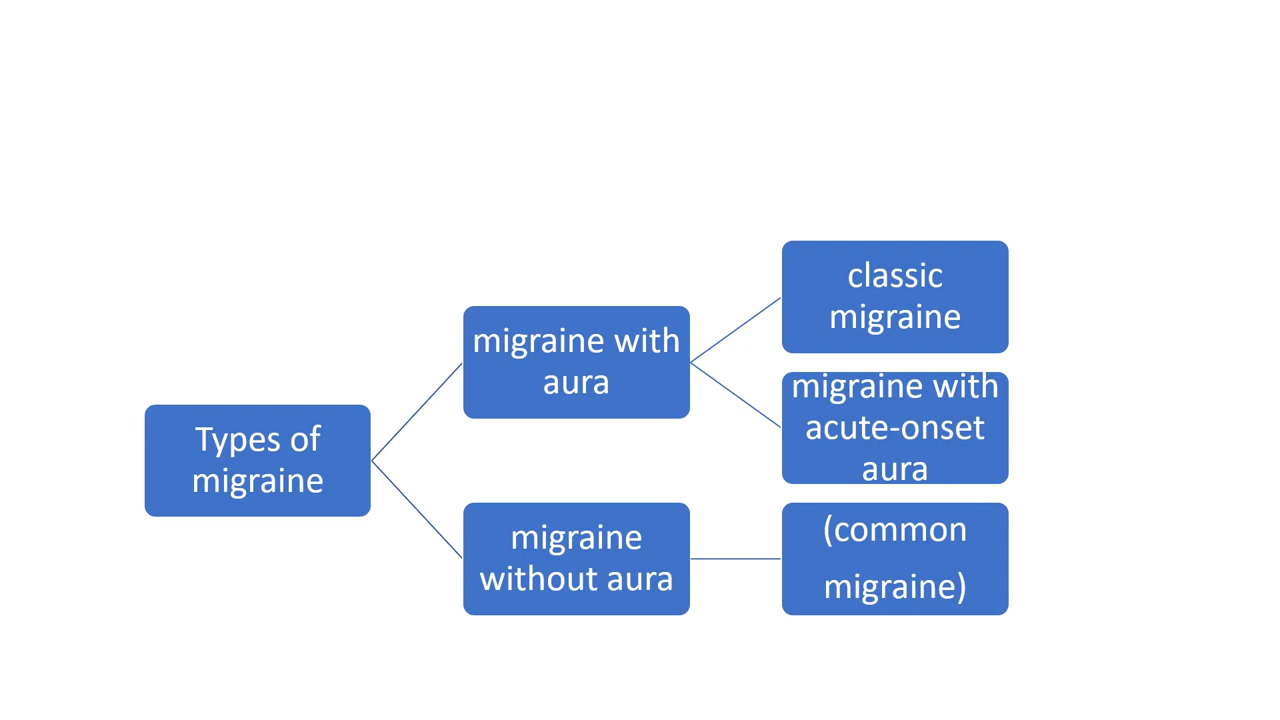 Types of
migraine
migraine with
aura
classic
migraine
migraine with
acute-onset
aura
migraine
without aura
(common
migraine)